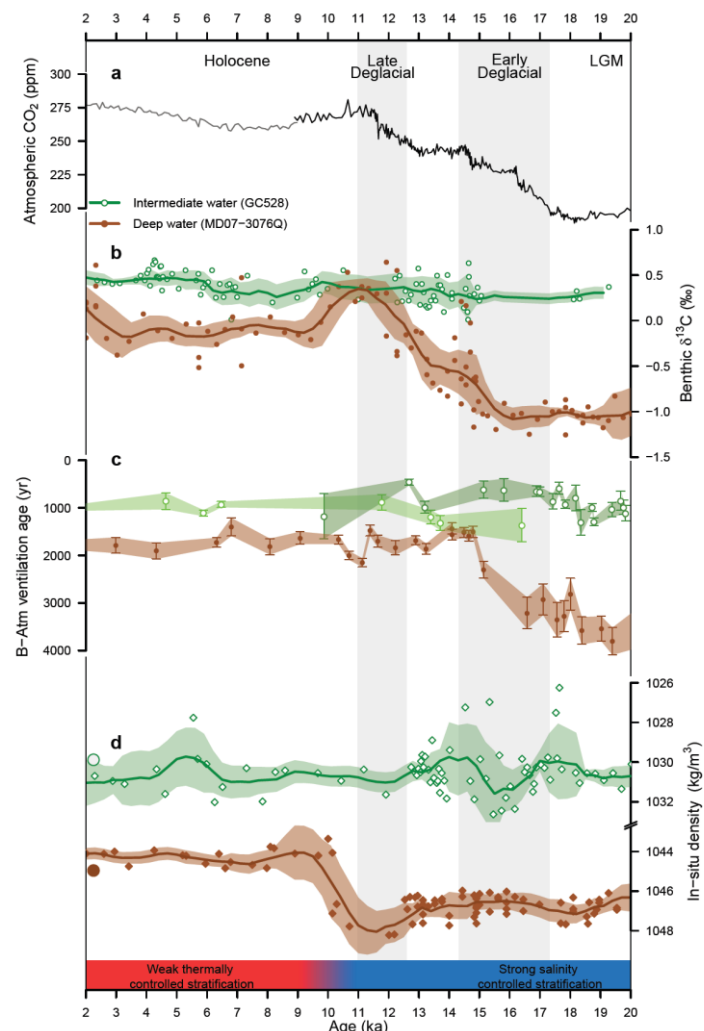 2 3 4 5 6 7 8 9 10 11 12 13 14 15 16 17 18 19 20
a
Holocene
Late
Deglacial
Early
Deglacial
LGM
300
275
250
225
200
Atmospheric CO2 (ppm)
Intermediate water (GC528)
Deep water (MD07−3076Q)
b
1.0
0.5
0.0
−0.5
−1.0
−1.5
Benthic δ13C (‰)
c
0
1000
2000
3000
4000
B−Atm ventilation age (yr)
d
1026
1028
1030
1032
1044
1046
1048
In−situ density (kg/m3)
Weak thermally
controlled stratification
Strong salinity
controlled stratification
2 3 4 5 6 7 8 9 10 11 12 13 14 15 16 17 18 19 20
Age (ka)